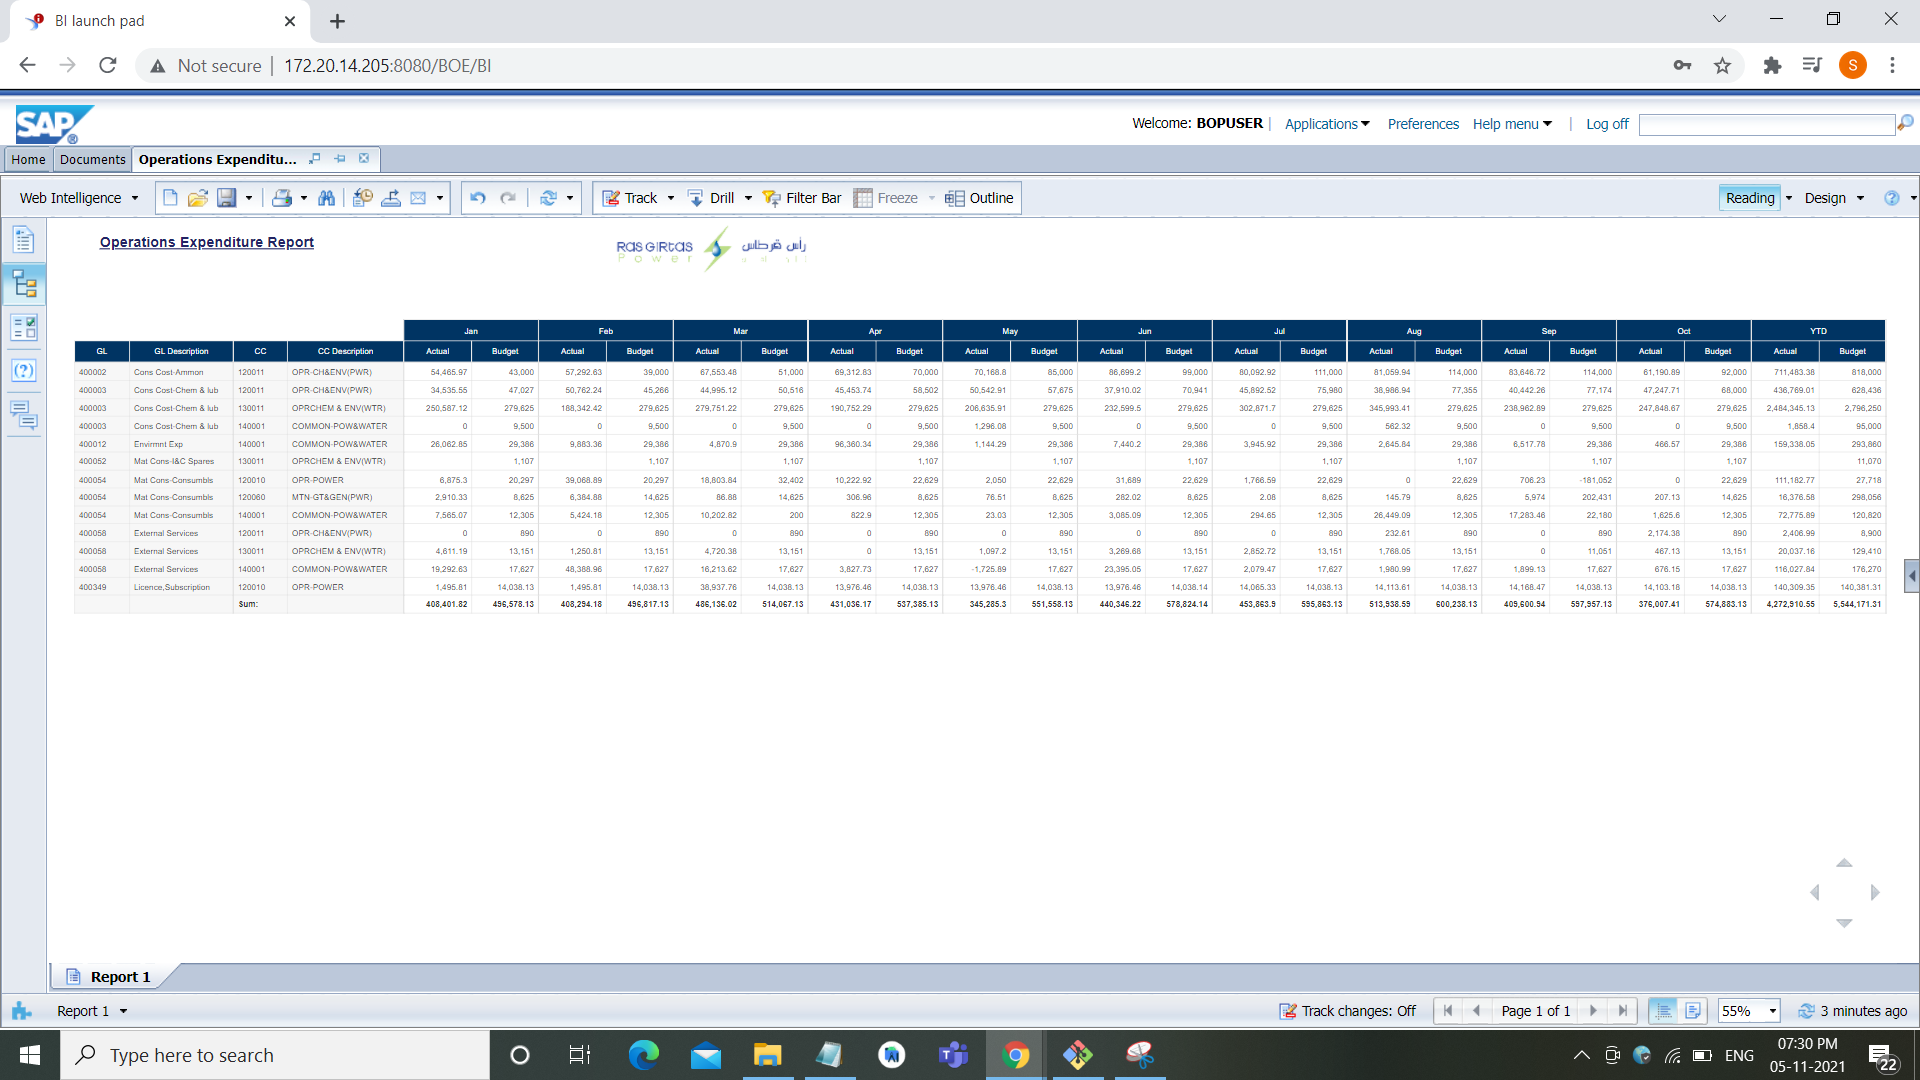 BI launch pad
Not secure 172.20.14.205:8080/BOE/BI S
SAP
Welcome: BOPUSER Applications Preferences Help menu Log off
Home Documents Operations Expenditu...
Web Intelligence Track Drill Filter Bar Freeze Outline Reading Design
Operations Expenditure Report
RAS GIRTAS رأس قرطاس
Power
Jan Feb Mar Apr May Jun Jul Aug Sep Oct YTD
GL GL Description CC CC Description Actual Budget Actual Budget Actual Budget Actual Budget Actual Budget Actual Budget Actual Budget Actual Budget Actual Budget Actual Budget Actual Budget
400002 Cons Cost-Ammon 120011 OPR-CH&ENV(PWR) 54,465.97 43,000 57,292.63 39,000 67,553.48 51,000 69,312.83 70,000 70,168.8 85,000 86,699.2 99,000 80,092.92 111,000 81,059.94 114,000 83,646.72 114,000 61,190.89 92,000 711,483.38 818,000
400003 Cons Cost-Chem & lub 120011 OPR-CH&ENV(PWR) 34,535.55 47,027 50,762.24 45,266 44,995.12 50,516 45,453.74 58,502 50,542.91 57,675 37,910.02 70,941 45,892.52 75,980 38,986.94 77,355 40,442.26 77,174 47,247.71 68,000 436,769.01 628,436
400003 Cons Cost-Chem & lub 130011 OPRCHEM & ENV(WTR) 250,587.12 279,625 188,342.42 279,625 279,751.22 279,625 190,752.29 279,625 206,635.91 279,625 232,599.5 279,625 302,871.7 279,625 345,993.41 279,625 238,962.89 279,625 247,848.67 279,625 2,484,345.13 2,796,250
400003 Cons Cost-Chem & lub 140001 COMMON-POW&WATER 0 9,500 0 9,500 0 9,500 0 9,500 1,296.08 9,500 0 9,500 0 9,500 562.32 9,500 0 9,500 0 9,500 1,858.4 95,000
400012 Envirmnt Exp 140001 COMMON-POW&WATER 26,062.85 29,386 9,883.36 29,386 4,870.9 29,386 96,360.34 29,386 1,144.29 29,386 7,440.2 29,386 3,945.92 29,386 2,645.84 29,386 6,517.78 29,386 466.57 29,386 159,338.05 293,860
400052 Mat Cons-I&C Spares 130011 OPRCHEM & ENV(WTR) 1,107 1,107 1,107 1,107 1,107 1,107 1,107 1,107 1,107 1,107 11,070
400054 Mat Cons-Consumbls 120010 OPR-POWER 6,875.3 20,297 39,068.89 20,297 18,803.84 32,402 10,222.92 22,629 2,050 22,629 31,689 22,629 1,766.59 22,629 0 22,629 706.23 -181,052 0 22,629 111,182.77 27,718
400054 Mat Cons-Consumbls 120060 MTN-GT&GEN(PWR) 2,910.33 8,625 6,384.88 14,625 86.88 14,625 306.96 8,625 76.51 8,625 282.02 8,625 2.08 8,625 145.79 8,625 5,974 202,431 207.13 14,625 16,376.58 298,056
400054 Mat Cons-Consumbls 140001 COMMON-POW&WATER 7,565.07 12,305 5,424.18 12,305 10,202.82 200 822.9 12,305 23.03 12,305 3,085.09 12,305 294.65 12,305 26,449.09 12,305 17,283.46 22,180 1,625.6 12,305 72,775.89 120,820
400058 External Services 120011 OPR-CH&ENV(PWR) 0 890 0 890 0 890 0 890 0 890 0 890 0 890 232.61 890 0 890 2,174.38 890 2,406.99 8,900
400058 External Services 130011 OPRCHEM & ENV(WTR) 4,611.19 13,151 1,250.81 13,151 4,720.38 13,151 0 13,151 1,097.2 13,151 3,269.68 13,151 2,852.72 13,151 1,768.05 13,151 0 11,051 467.13 13,151 20,037.16 129,410
400058 External Services 140001 COMMON-POW&WATER 19,292.63 17,627 48,388.96 17,627 16,213.62 17,627 3,827.73 17,627 -1,725.89 17,627 23,395.05 17,627 2,079.47 17,627 1,980.99 17,627 1,899.13 17,627 676.15 17,627 116,027.84 176,270
400349 Licence,Subscription 120010 OPR-POWER 1,495.81 14,038.13 1,495.81 14,038.13 38,937.76 14,038.13 13,976.46 14,038.13 13,976.46 14,038.13 13,976.46 14,038.14 14,065.33 14,038.13 14,113.61 14,038.13 14,168.47 14,038.13 14,103.18 14,038.13 140,309.35 140,381.31
Sum: 408,401.82 496,578.13 408,294.18 496,817.13 486,136.02 514,067.13 431,036.17 537,385.13 345,285.3 551,558.13 440,346.22 578,824.14 453,863.9 595,863.13 513,938.59 600,238.13 409,600.94 597,957.13 376,007.41 574,883.13 4,272,910.55 5,544,171.31
Report 1
Report 1 Track changes: Off Page 1 of 1 55% 3 minutes ago
Type here to search ENG 07:30 PM
05-11-2021 22